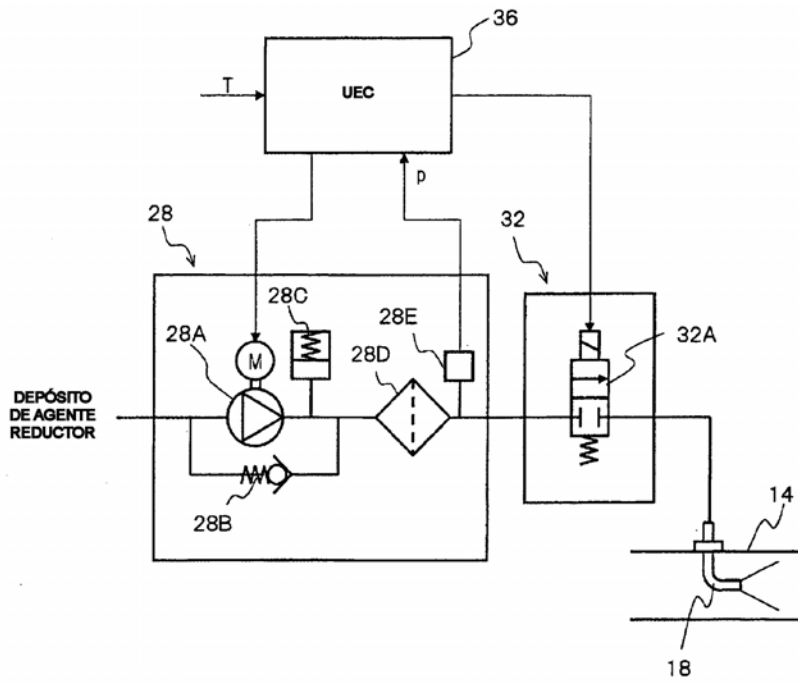 36
T
UEC
p
28
32
28C
28A
28E
32A
28D
M
DEPÓSITO
DE AGENTE
REDUCTOR
28B
14
18